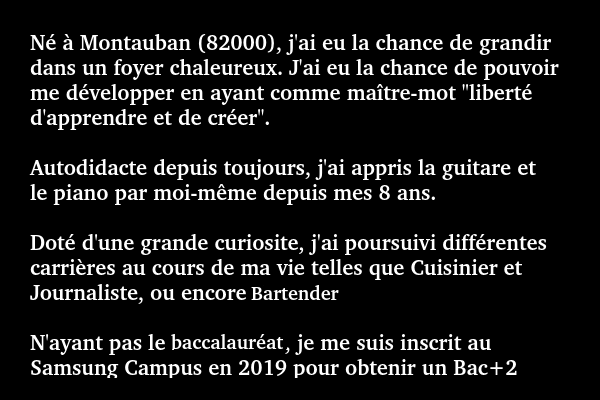 Né à Montauban (82000), j'ai eu la chance de grandir
dans un foyer chaleureux. J'ai eu la chance de pouvoir
me développer en ayant comme maître-mot "liberté
d'apprendre et de créer".
Autodidacte depuis toujours, j'ai appris la guitare et
le piano par moi-même depuis mes 8 ans.
Doté d'une grande curiosite, j'ai poursuivi différentes
carrières au cours de ma vie telles que Cuisinier et
Journaliste, ou encore Bartender
N'ayant pas le baccalauréat, je me suis inscrit au
Samsung Campus en 2019 pour obtenir un Bac+2